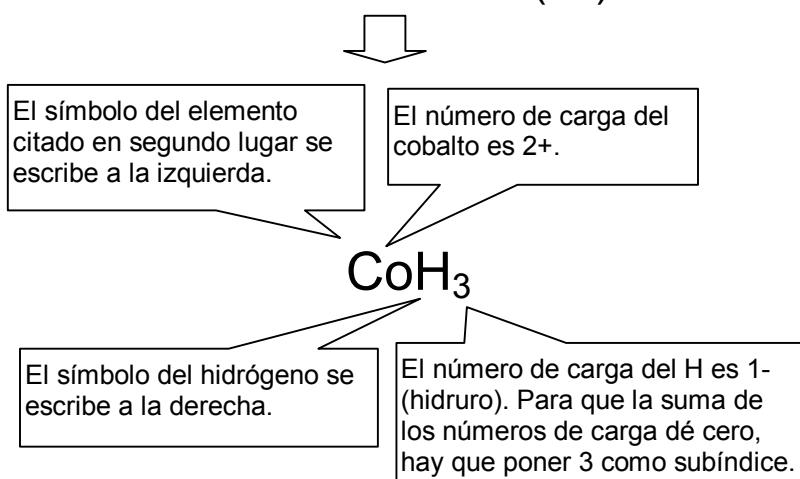 El símbolo del elemento
citado en segundo lugar se
escribe a la izquierda.
El número de carga del
cobalto es 2+.
CoH₃
El símbolo del hidrógeno se
escribe a la derecha.
El número de carga del H es 1-
(hidruro). Para que la suma de
los números de carga dé cero,
hay que poner 3 como subíndice.